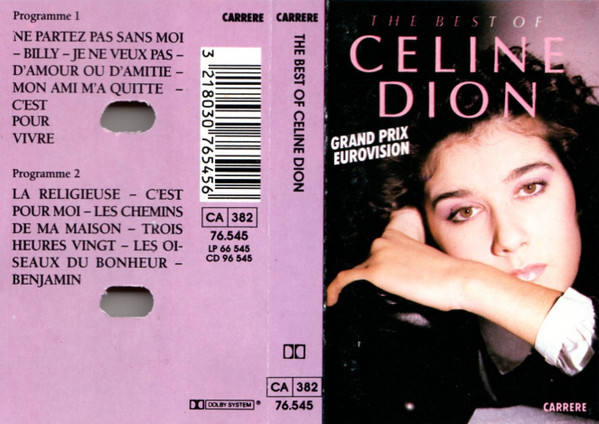 Programme 1
NE PARTEZ PAS SANS MOI
– BILLY – JE NE VEUX PAS –
D'AMOUR OU D'AMITIE –
MON AMI M'A QUITTE –
C'EST
POUR
VIVRE
Programme 2
LA RELIGIEUSE – C'EST
POUR MOI – LES CHEMINS
DE MA MAISON – TROIS
HEURES VINGT – LES OI-
SEAUX DU BONHEUR –
BENJAMIN
CARRERE
3 218030 765456
CA 382
76.545
LP 66 545
CD 96 545
DOLBY SYSTEM ®
CARRERE
THE BEST OF CELINE DION
CA 382
76.545
THE BEST OF
CELINE
DION
GRAND PRIX
EUROVISION
CARRERE